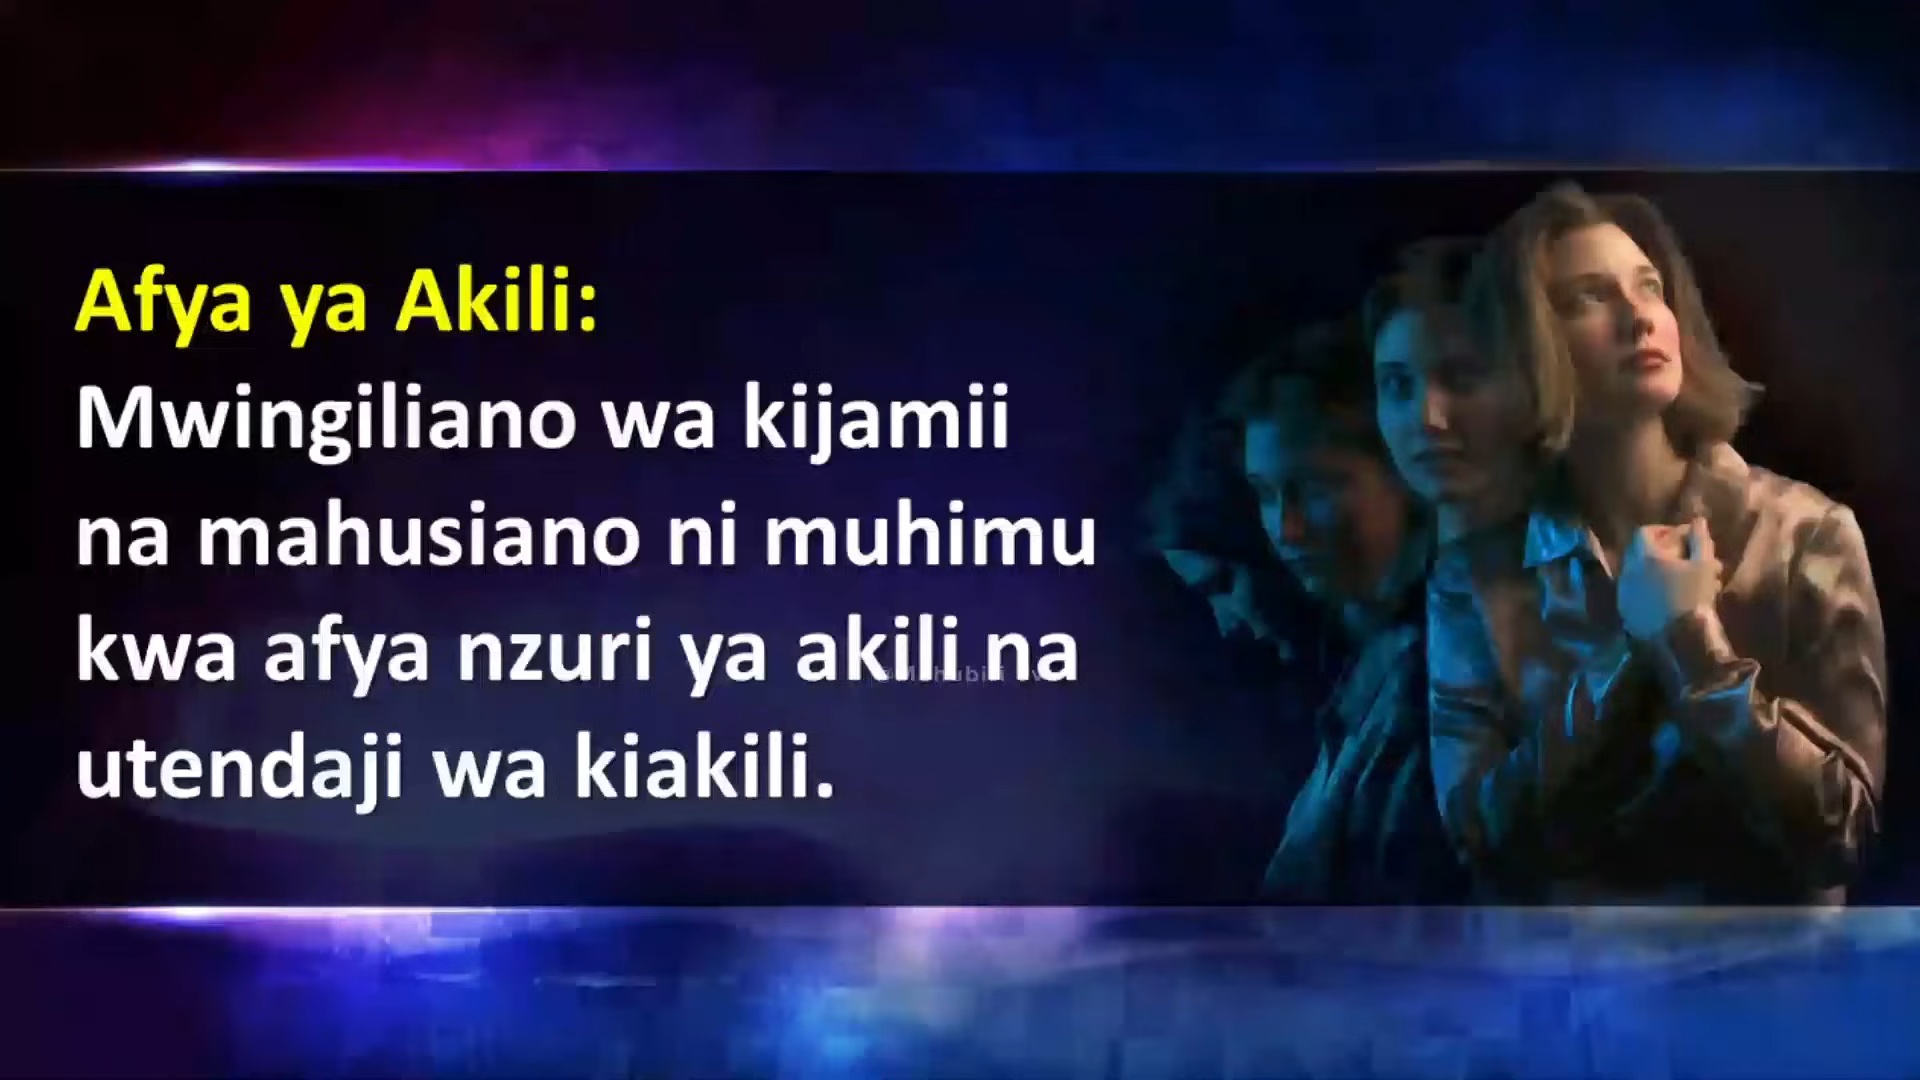 Afya ya Akili:
Mwingiliano wa kijamii
na mahusiano ni muhimu
kwa afya nzuri ya akili na
utendaji wa kiakili.